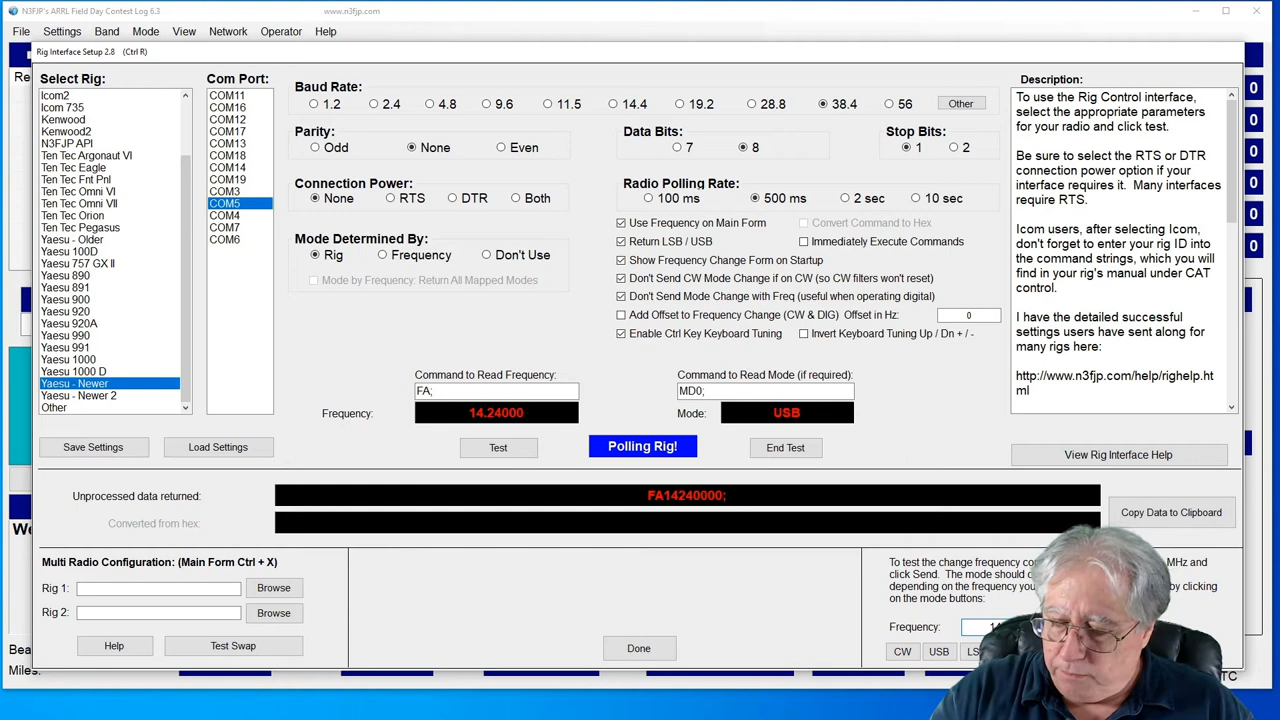 N3FJP's ARRL Field Day Contest Log 6.3
www.n3fjp.com
File Settings Band Mode View Network Operator Help
Rig Interface Setup 2.8 (Ctrl R)
Re
Select Rig:
Icom2
Icom 735
Kenwood
Kenwood2
N3FJP API
Ten Tec Argonaut VI
Ten Tec Eagle
Ten Tec Fnt Pnl
Ten Tec Omni VI
Ten Tec Omni VII
Ten Tec Orion
Ten Tec Pegasus
Yaesu - Older
Yaesu 100D
Yaesu 757 GX II
Yaesu 890
Yaesu 891
Yaesu 900
Yaesu 920
Yaesu 920A
Yaesu 990
Yaesu 991
Yaesu 1000
Yaesu 1000 D
Yaesu - Newer
Yaesu - Newer 2
Other
Com Port:
COM11
COM16
COM12
COM17
COM13
COM18
COM14
COM19
COM3
COM5
COM4
COM7
COM6
Save Settings
Load Settings
Baud Rate:
1.2 2.4 4.8 9.6 11.5 14.4 19.2 28.8 38.4 56 Other
Parity:
Odd None Even
Data Bits:
7 8
Stop Bits:
1 2
Connection Power:
None RTS DTR Both
Radio Polling Rate:
100 ms 500 ms 2 sec 10 sec
Mode Determined By:
Rig Frequency Don't Use
Mode by Frequency: Return All Mapped Modes
Use Frequency on Main Form Convert Command to Hex
Return LSB / USB Immediately Execute Commands
Show Frequency Change Form on Startup
Don't Send CW Mode Change if on CW (so CW filters won't reset)
Don't Send Mode Change with Freq (useful when operating digital)
Add Offset to Frequency Change (CW & DIG) Offset in Hz: 0
Enable Ctrl Key Keyboard Tuning Invert Keyboard Tuning Up / Dn + / -
Command to Read Frequency:
FA;
Frequency: 14.24000
Command to Read Mode (if required):
MD0;
Mode: USB
Test
Polling Rig!
End Test
Description:
To use the Rig Control interface,
select the appropriate parameters
for your radio and click test.
Be sure to select the RTS or DTR
connection power option if your
interface requires it. Many interfaces
require RTS.
Icom users, after selecting Icom,
don't forget to enter your rig ID into
the command strings, which you will
find in your rig's manual under CAT
control.
I have the detailed successful
settings users have sent along for
many rigs here:
http://www.n3fjp.com/help/righelp.ht
ml
View Rig Interface Help
Unprocessed data returned: FA14240000;
Converted from hex:
Copy Data to Clipboard
Multi Radio Configuration: (Main Form Ctrl + X)
Rig 1: Browse
Rig 2: Browse
Help
Test Swap
Done
To test the change frequency co MHz and
click Send. The mode should c
depending on the frequency you by clicking
on the mode buttons:
Frequency: 14
CW USB LS
We
Bea
Miles:
TC
0
0
0
0
0
0